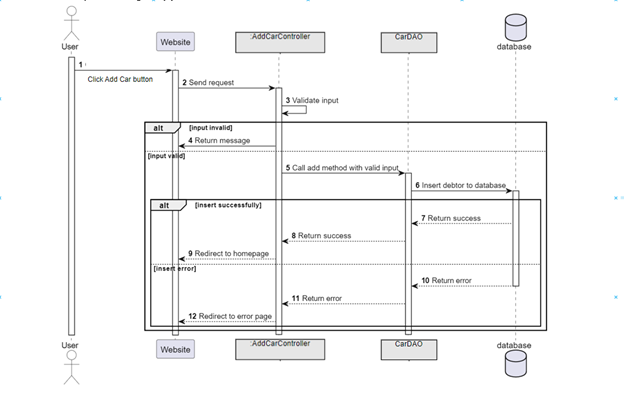 User
Website
:AddCarController
CarDAO
database
1 :
Click Add Car button
2 Send request
3 Validate input
alt [input invalid]
4 Return message
[input valid]
5 Call add method with valid input
6 Insert debtor to database
alt [insert successfully]
7 Return success
8 Return success
9 Redirect to homepage
[insert error]
10 Return error
11 Return error
12 Redirect to error page
User
Website
:AddCarController
CarDAO
database